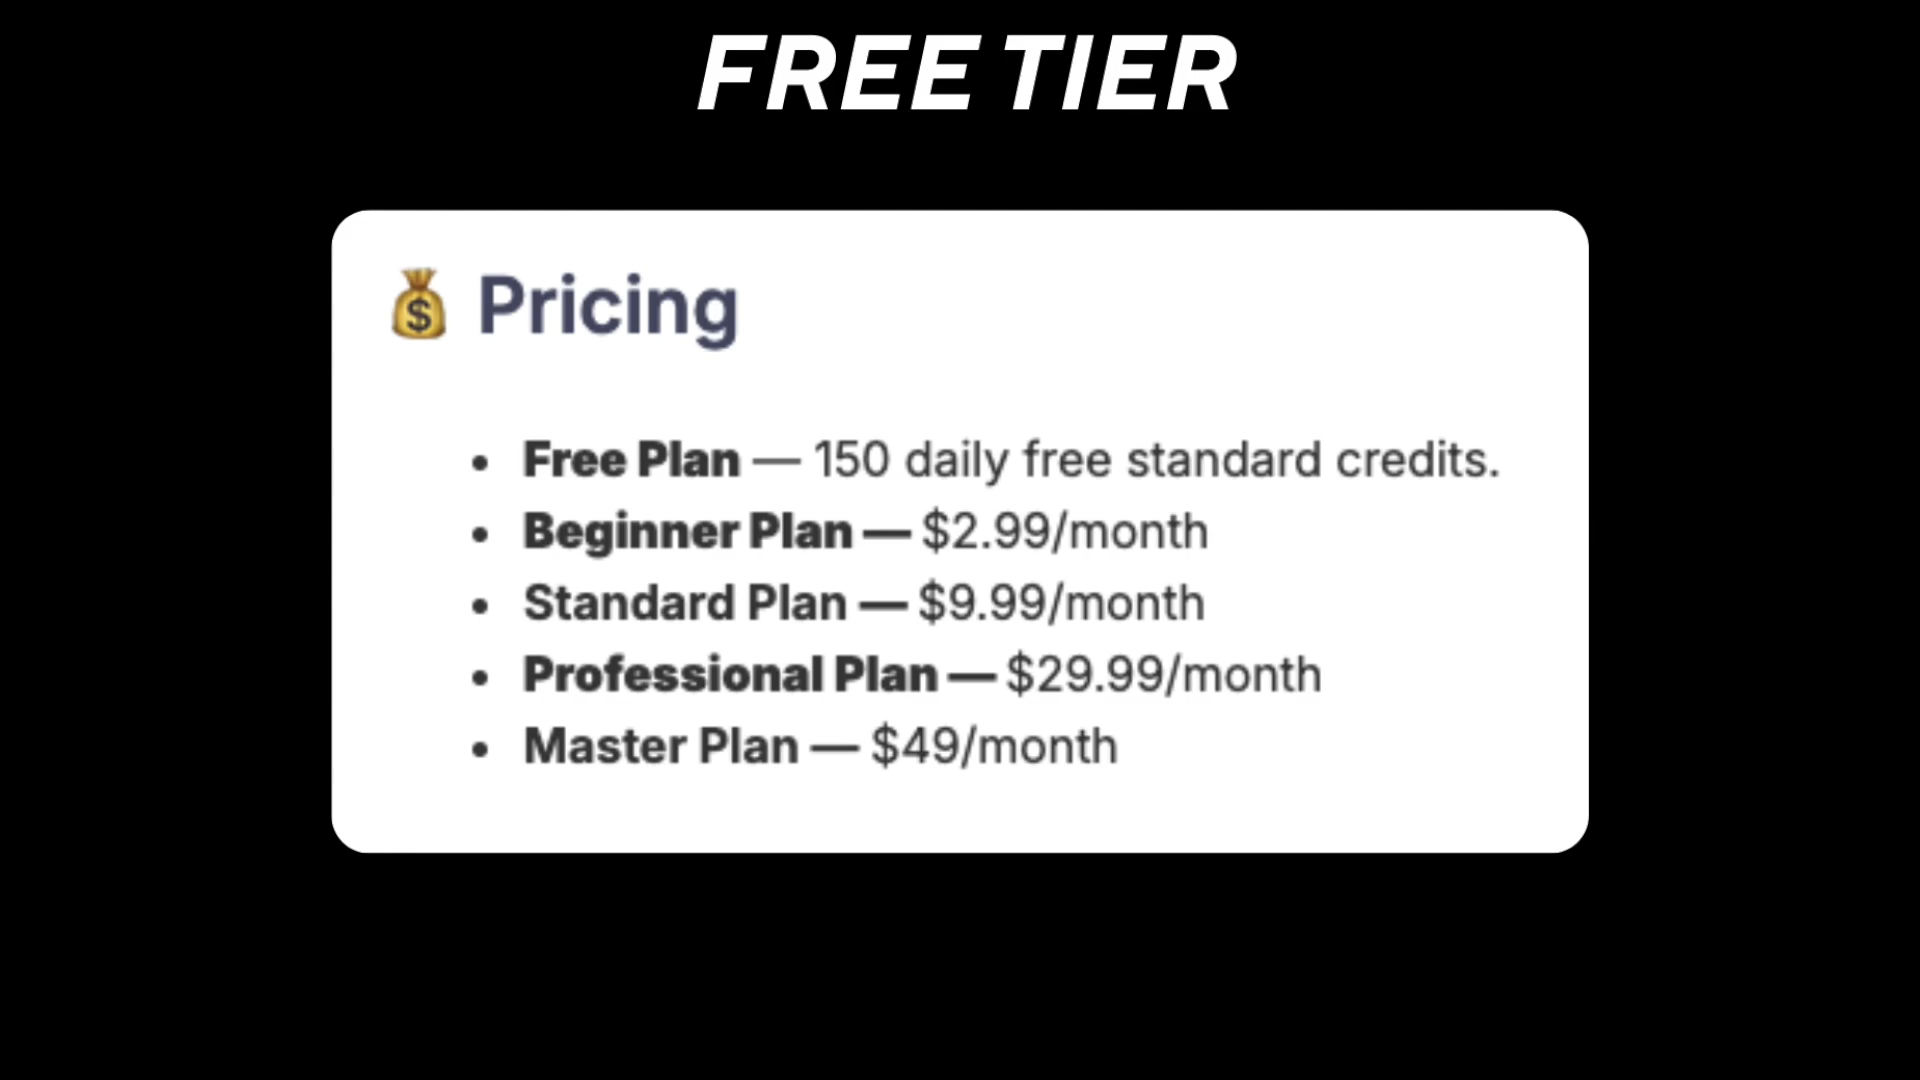 FREE TIER
💰 Pricing
• Free Plan — 150 daily free standard credits.
• Beginner Plan — $2.99/month
• Standard Plan — $9.99/month
• Professional Plan — $29.99/month
• Master Plan — $49/month